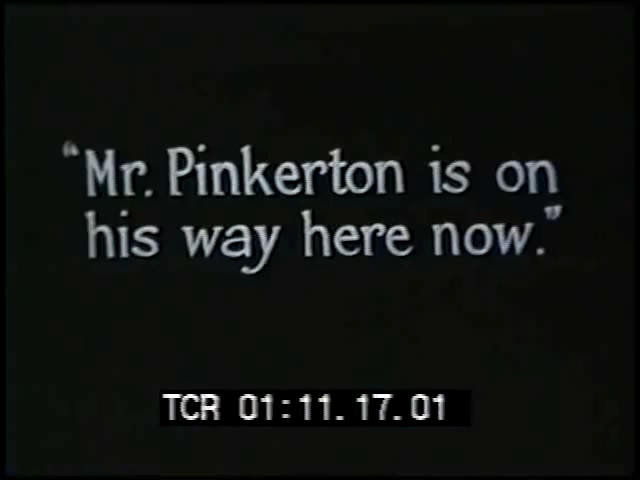 "Mr. Pinkerton is on
his way here now."
TCR 01:11.17.01